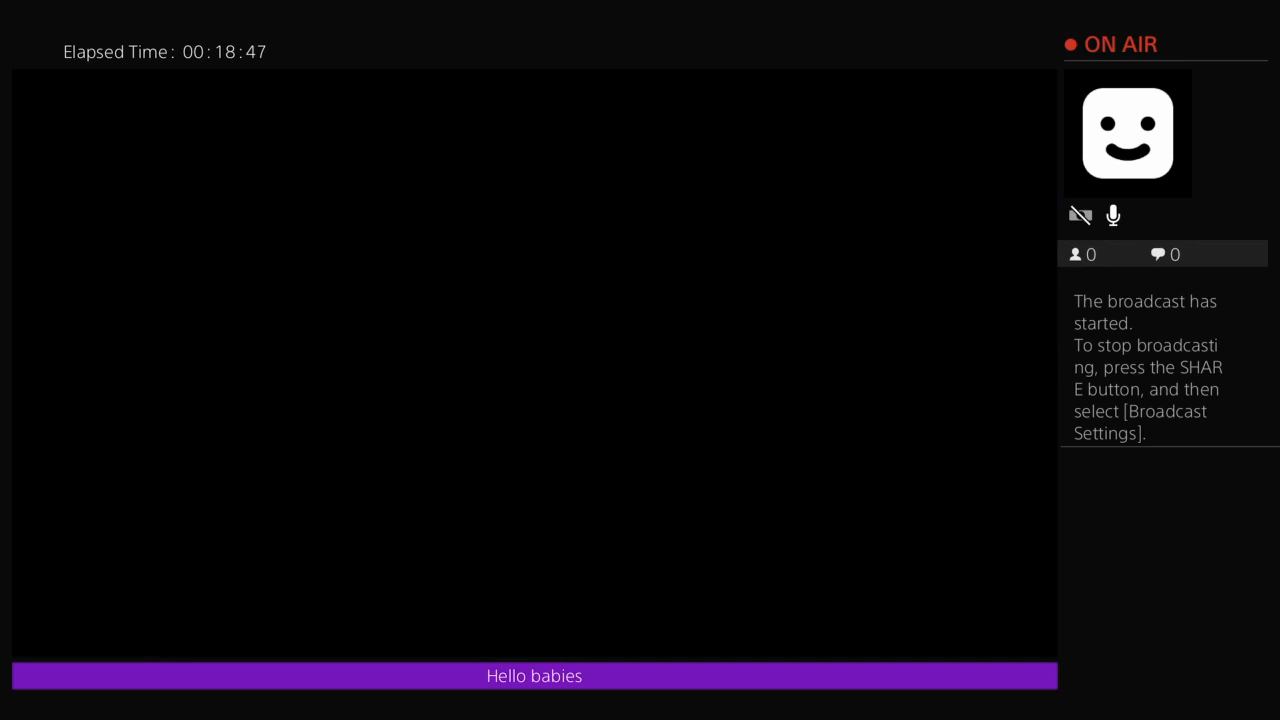 Elapsed Time: 00:18:47
ON AIR
0 0
The broadcast has
started.
To stop broadcasti
ng, press the SHAR
E button, and then
select [Broadcast
Settings].
Hello babies